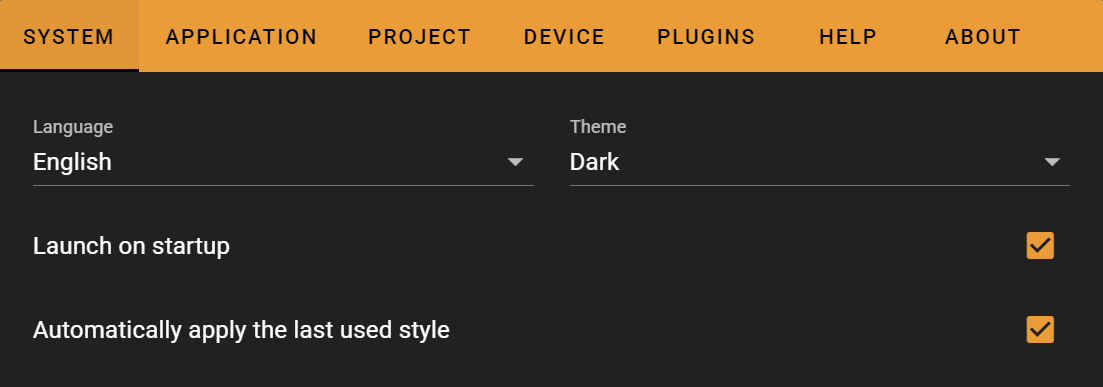 SYSTEM APPLICATION PROJECT DEVICE PLUGINS HELP ABOUT
Language Theme
English Dark
Launch on startup
Automatically apply the last used style